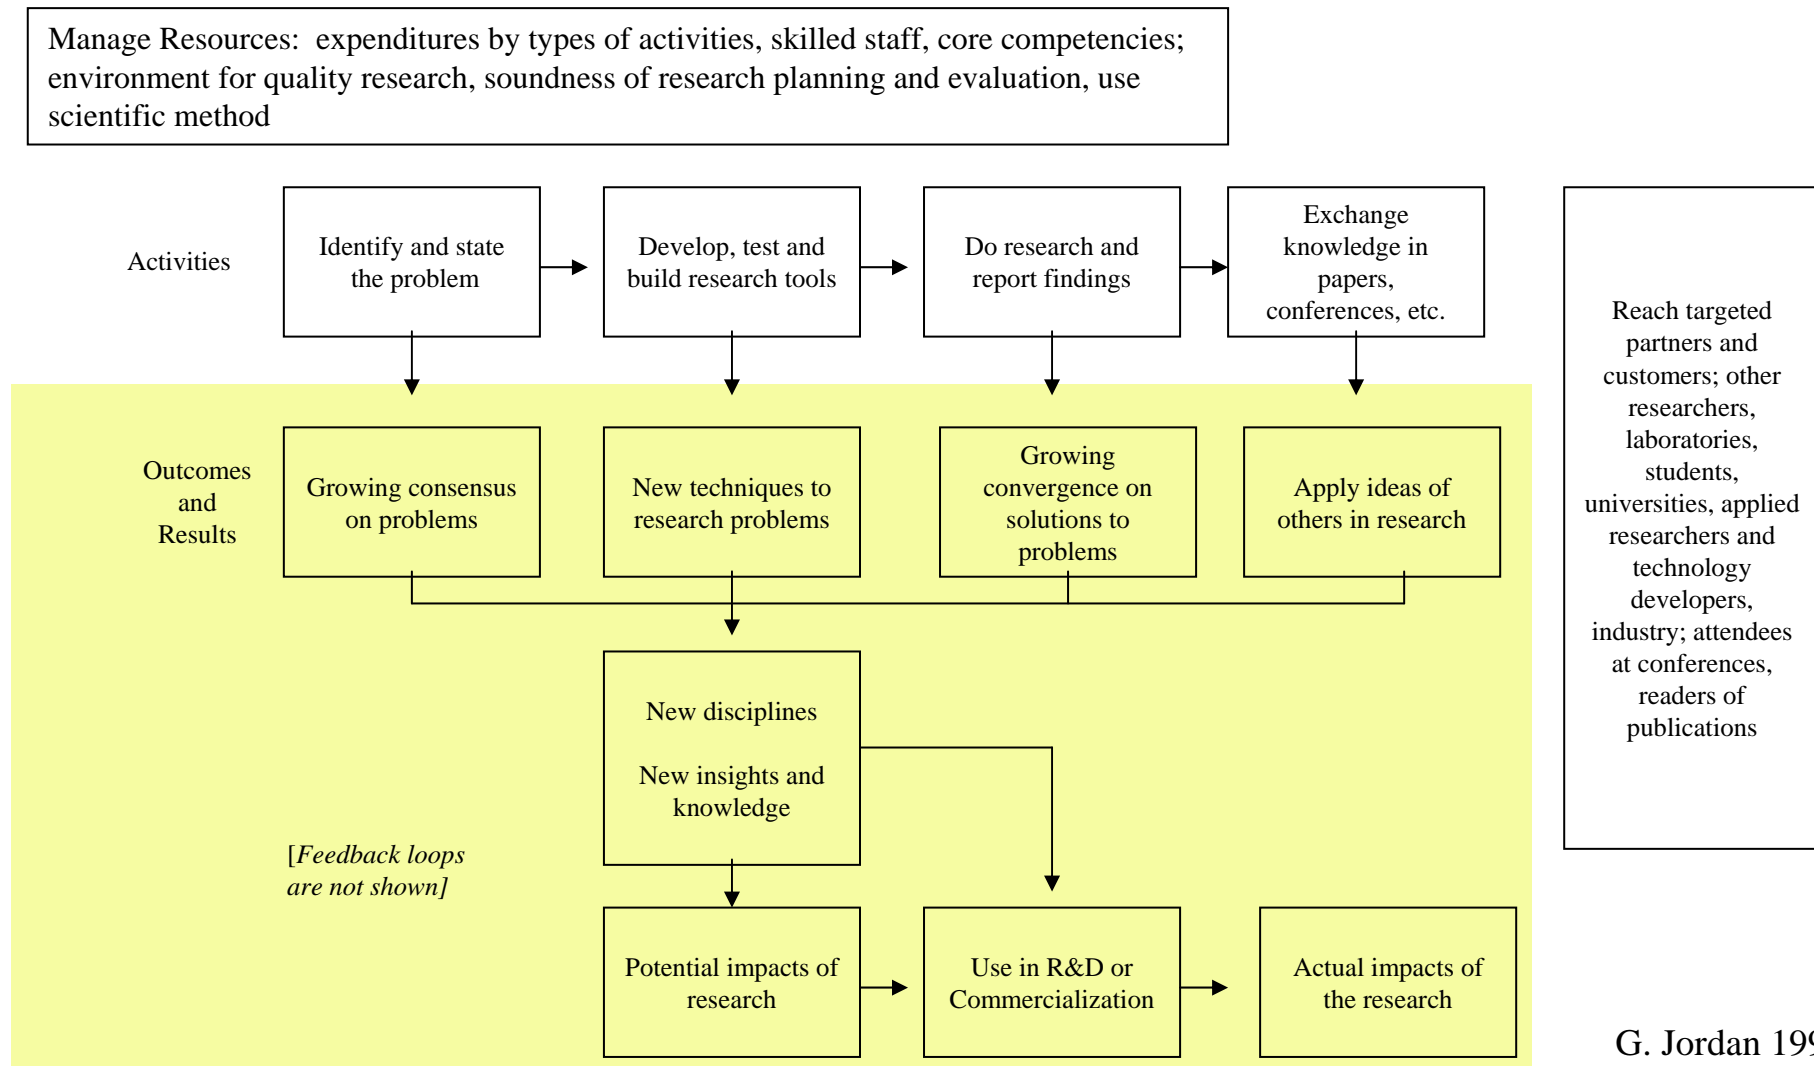 Manage Resources:  expenditures by types of activities, skilled staff, core competencies;
environment for quality research, soundness of research planning and evaluation, use
scientific method
Activities
Identify and state
the problem
Develop, test and
build research tools
Do research and
report findings
Exchange
knowledge in
papers,
conferences, etc.
Reach targeted
partners and
customers; other
researchers,
laboratories,
students,
universities, applied
researchers and
technology
developers,
industry; attendees
at conferences,
readers of
publications
Outcomes
and
Results
Growing consensus
on problems
New techniques to
research problems
Growing
convergence on
solutions to
problems
Apply ideas of
others in research
New disciplines
New insights and
knowledge
[Feedback loops
are not shown]
Potential impacts of
research
Use in R&D or
Commercialization
Actual impacts of
the research
G. Jordan